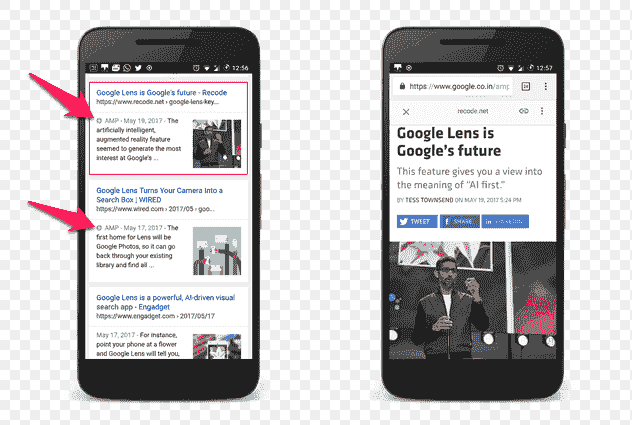 12:56
Google Lens is Google's future - Recode
https://www.recode.net › google-lens-key...
AMP - May 19, 2017 - The
artificially intelligent,
augmented reality feature
seemed to generate the most
interest at Google's ...
Google Lens Turns Your Camera Into a
Search Box | WIRED
https://www.wired.com › 2017/05 › goo...
AMP - May 17, 2017 - The
first home for Lens will be
Google Photos, so it can go
back through your existing
library and find all ...
Google Lens is a powerful, AI-driven visual
search app - Engadget
https://www.engadget.com › 2017/05/17
May 17, 2017 - For instance,
point your phone at a flower
and Google Lens will tell you,
12:57
https://www.google.co.in/amp
recode.net
Google Lens is
Google's future
This feature gives you a view into
the meaning of "AI first."
BY TESS TOWNSEND ON MAY 19, 2017 5:24 PM
TWEET
SHARE